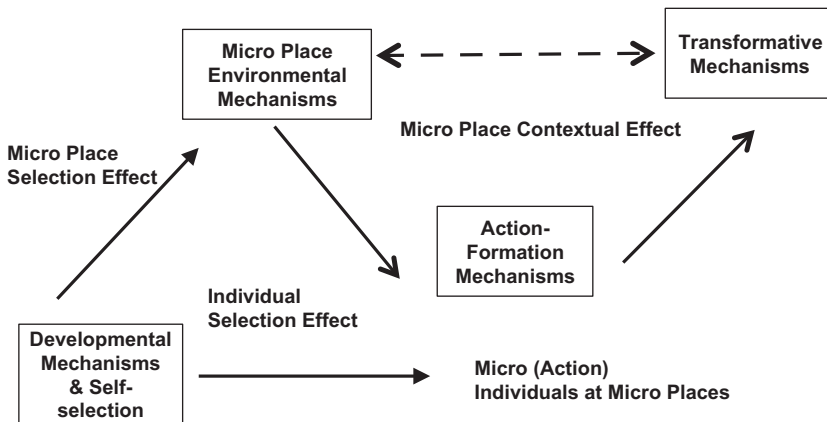 Micro Place
Environmental
Mechanisms
Transformative
Mechanisms
Micro Place Contextual Effect
Micro Place
Selection Effect
Action-
Formation
Mechanisms
Individual
Selection Effect
Developmental
Mechanisms
& Self-
selection
Micro (Action)
Individuals at Micro Places